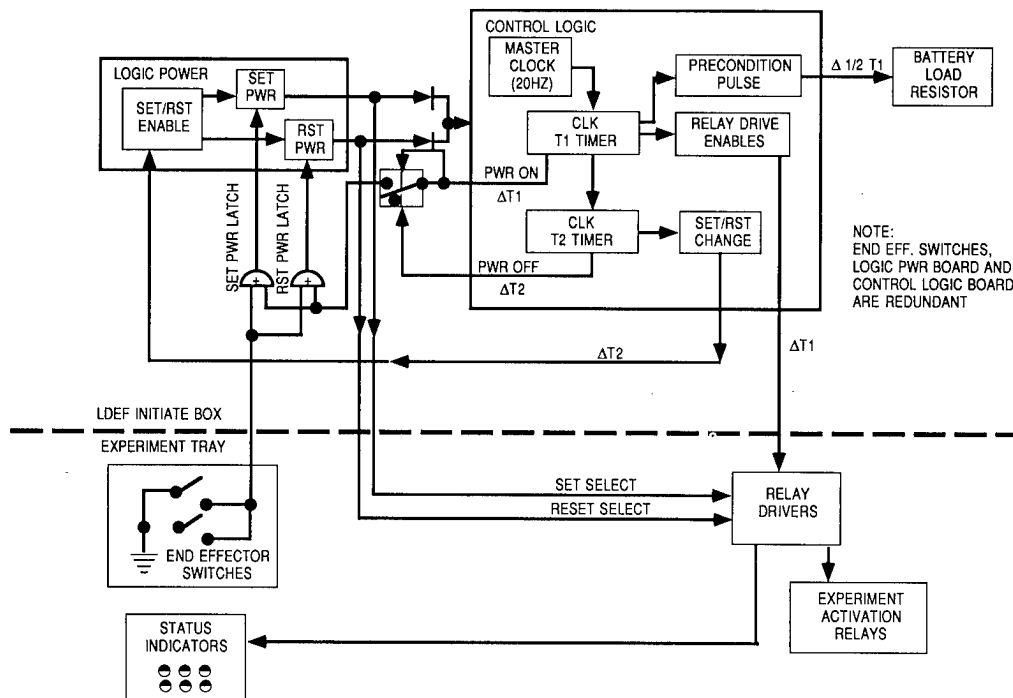 CONTROL LOGIC
MASTER
CLOCK
(20HZ)
PRECONDITION
PULSE
Δ 1/2 T1
BATTERY
LOAD
RESISTOR
LOGIC POWER
SET
PWR
SET/RST
ENABLE
RST
PWR
CLK
T1 TIMER
RELAY DRIVE
ENABLES
PWR ON
ΔT1
SET PWR LATCH
RST PWR LATCH
CLK
T2 TIMER
SET/RST
CHANGE
PWR OFF
ΔT2
NOTE:
END EFF. SWITCHES,
LOGIC PWR BOARD AND
CONTROL LOGIC BOARD
ARE REDUNDANT
+
+
ΔT2
ΔT1
LDEF INITIATE BOX
EXPERIMENT TRAY
SET SELECT
RESET SELECT
RELAY
DRIVERS
END EFFECTOR
SWITCHES
EXPERIMENT
ACTIVATION
RELAYS
STATUS
INDICATORS